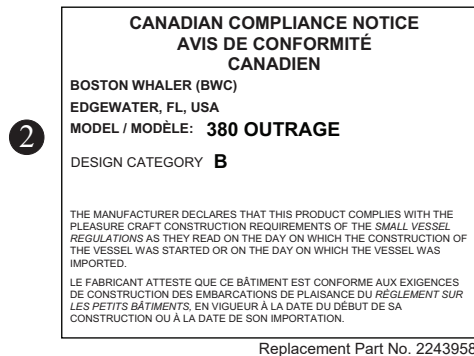 CANADIAN COMPLIANCE NOTICE
AVIS DE CONFORMITÉ
CANADIEN
BOSTON WHALER (BWC)
EDGEWATER, FL, USA
MODEL / MODÈLE: 380 OUTRAGE
2
DESIGN CATEGORY B
THE MANUFACTURER DECLARES THAT THIS PRODUCT COMPLIES WITH THE
PLEASURE CRAFT CONSTRUCTION REQUIREMENTS OF THE SMALL VESSEL
REGULATIONS AS THEY READ ON THE DAY ON WHICH THE CONSTRUCTION OF
THE VESSEL WAS STARTED OR ON THE DAY ON WHICH THE VESSEL WAS
IMPORTED.
LE FABRICANT ATTESTE QUE CE BÂTIMENT EST CONFORME AUX EXIGENCES
DE CONSTRUCTION DES EMBARCATIONS DE PLAISANCE DU RÈGLEMENT SUR
LES PETITS BÂTIMENTS, EN VIGUEUR À LA DATE DU DÉBUT DE SA
CONSTRUCTION OU À LA DATE DE SON IMPORTATION.
Replacement Part No. 2243958